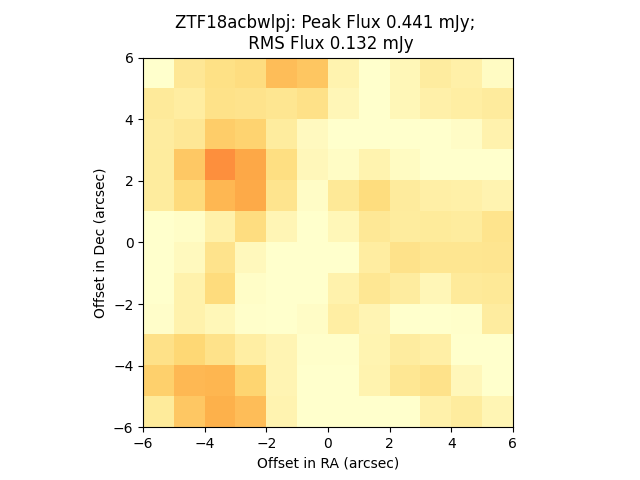 ZTF18acbwlpj: Peak Flux 0.441 mJy;
RMS Flux 0.132 mJy
6
4
2
0
−2
−4
−6
Offset in Dec (arcsec)
−6 −4 −2 0 2 4 6
Offset in RA (arcsec)